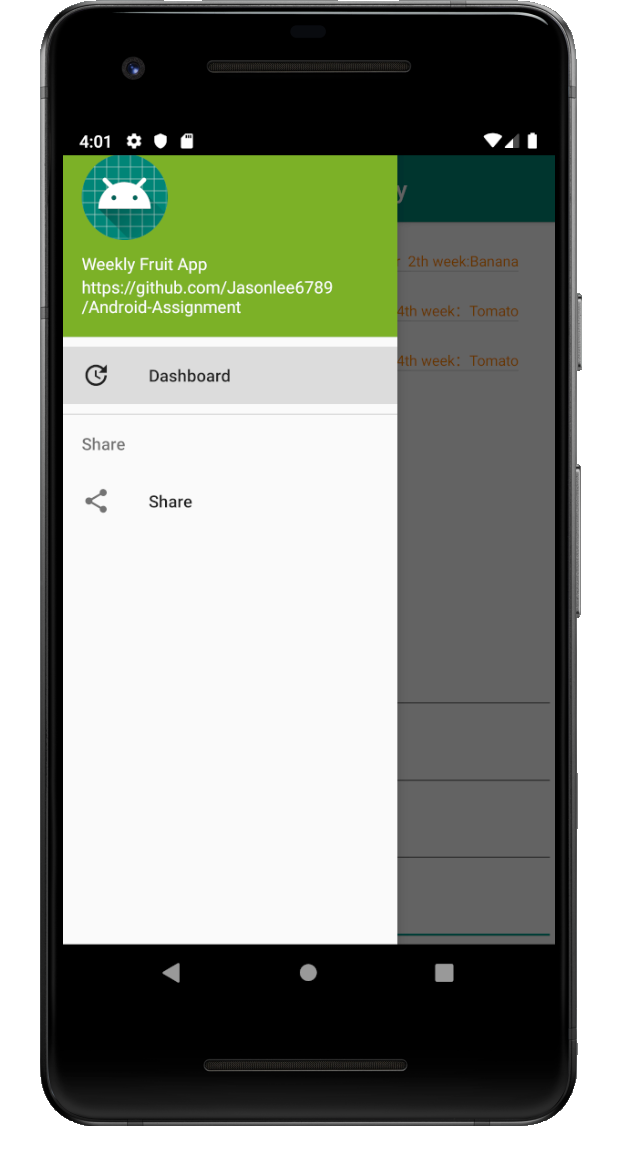 4:01
y
Weekly Fruit App
https://github.com/Jasonlee6789
/Android-Assignment
Dashboard
Share
Share
2th week:Banana
4th week：Tomato
4th week：Tomato